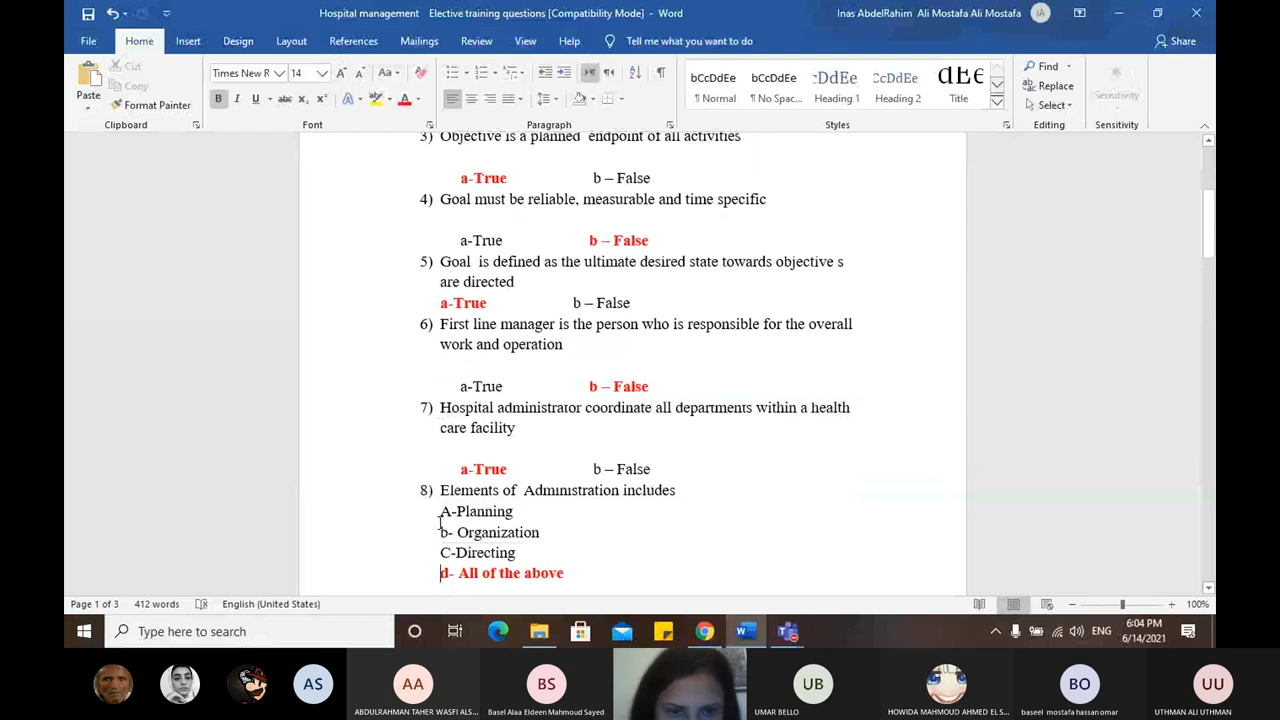 Hospital management Elective training questions [Compatibility Mode] - Word
Inas AbdelRahim Ali Mostafa Ali Mostafa
IA
File Home Insert Design Layout References Mailings Review View Help Tell me what you want to do Share
Paste
Cut
Copy
Format Painter
Times New R 14
Find
Replace
Select
Sensitivity
¶ Normal ¶ No Spac... Heading 1 Heading 2 Title
Clipboard Font Paragraph Styles Editing Sensitivity
3) Objective is a planned endpoint of all activities
a-True b – False
4) Goal must be reliable, measurable and time specific
a-True b – False
5) Goal is defined as the ultimate desired state towards objective s
are directed
a-True b – False
6) First line manager is the person who is responsible for the overall
work and operation
a-True b – False
7) Hospital administrator coordinate all departments within a health
care facility
a-True b – False
8) Elements of Administration includes
A-Planning
b- Organization
C-Directing
d- All of the above
Page 1 of 3 412 words English (United States) 100%
Type here to search
ENG
6:04 PM
6/14/2021
AS
AA
BS
UB
BO
UU
ABDULRAHMAN TAHER WASFI ALS...
Basel Alaa Eldeen Mahmoud Sayed
UMAR BELLO
HOWIDA MAHMOUD AHMED EL S...
baseel mostafa hassan omar
UTHMAN ALI UTHMAN